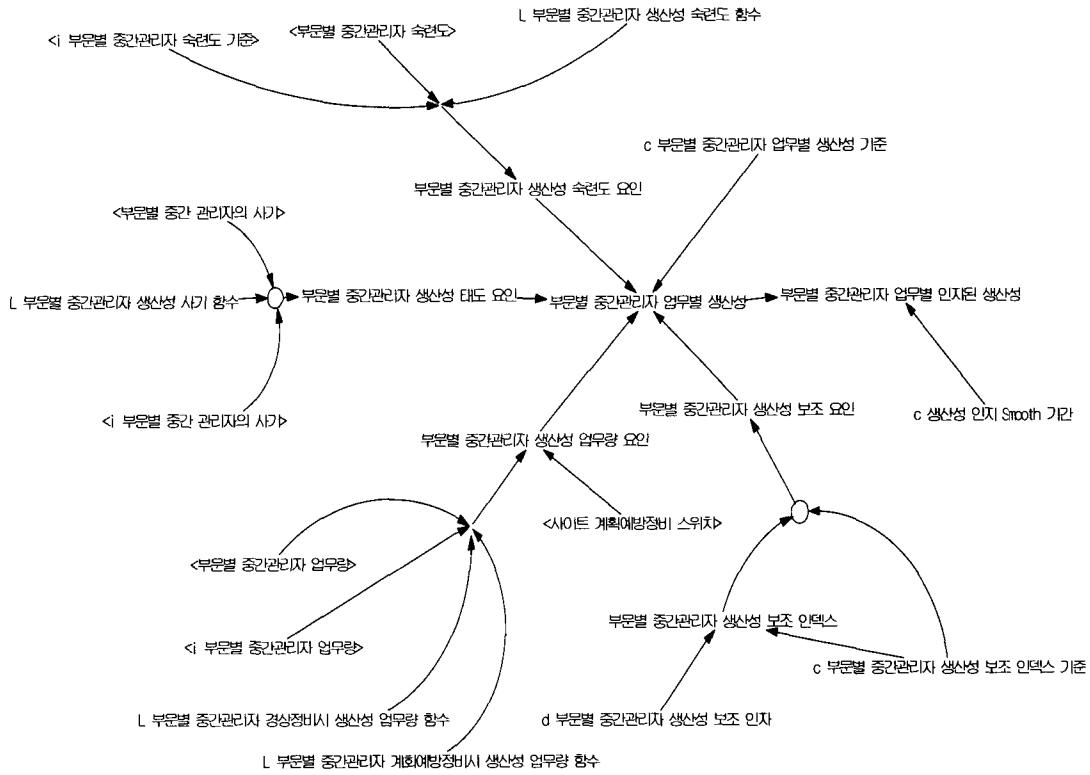 L 부문별 중간관리자 생산성 숙련도 함수
<부문별 중간관리자 숙련도>
<i 부문별 중간관리자 숙련도 기준>
c 부문별 중간관리자 업무별 생산성 기준
부문별 중간관리자 생산성 숙련도 요인
<부문별 중간 관리자의 사기>
L 부문별 중간관리자 생산성 사기 함수
부문별 중간관리자 생산성 태도 요인
부문별 중간관리자 업무별 생산성
부문별 중간관리자 업무별 인지된 생산성
<i 부문별 중간 관리자의 사기>
부문별 중간관리자 생산성 보조 요인
c 생산성 인지 Smooth 기간
부문별 중간관리자 생산성 업무량 요인
<사이트 계획예방정비 스위치>
<부문별 중간관리자 업무량>
부문별 중간관리자 생산성 보조 인덱스
<i 부문별 중간관리자 업무량>
c 부문별 중간관리자 생산성 보조 인덱스 기준
L 부문별 중간관리자 경상정비시 생산성 업무량 함수
d 부문별 중간관리자 생산성 보조 인자
L 부문별 중간관리자 계획예방정비시 생산성 업무량 함수